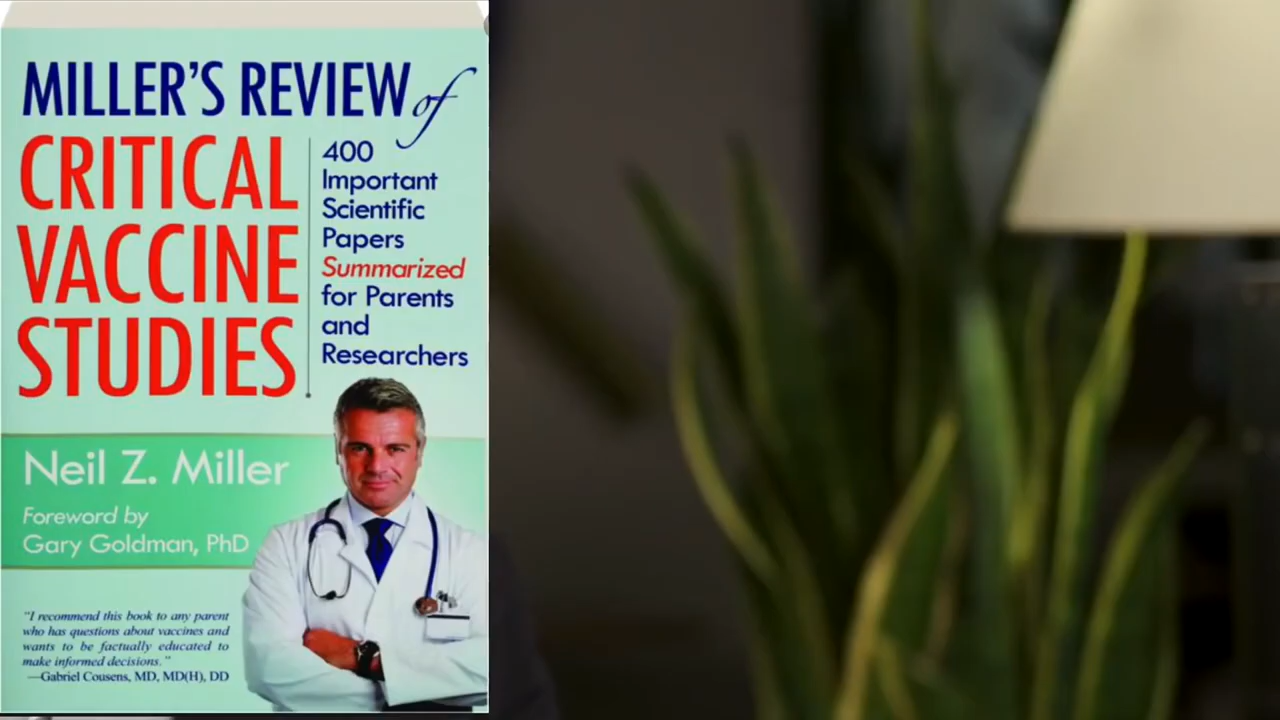 MILLER'S REVIEW of
CRITICAL
VACCINE
STUDIES
400
Important
Scientific
Papers
Summarized
for Parents
and
Researchers
Neil Z. Miller
Foreword by
Gary Goldman, PhD
"I recommend this book to any parent
who has questions about vaccines and
wants to be factually educated to
make informed decisions."
—Gabriel Cousens, MD, MD(H), DD